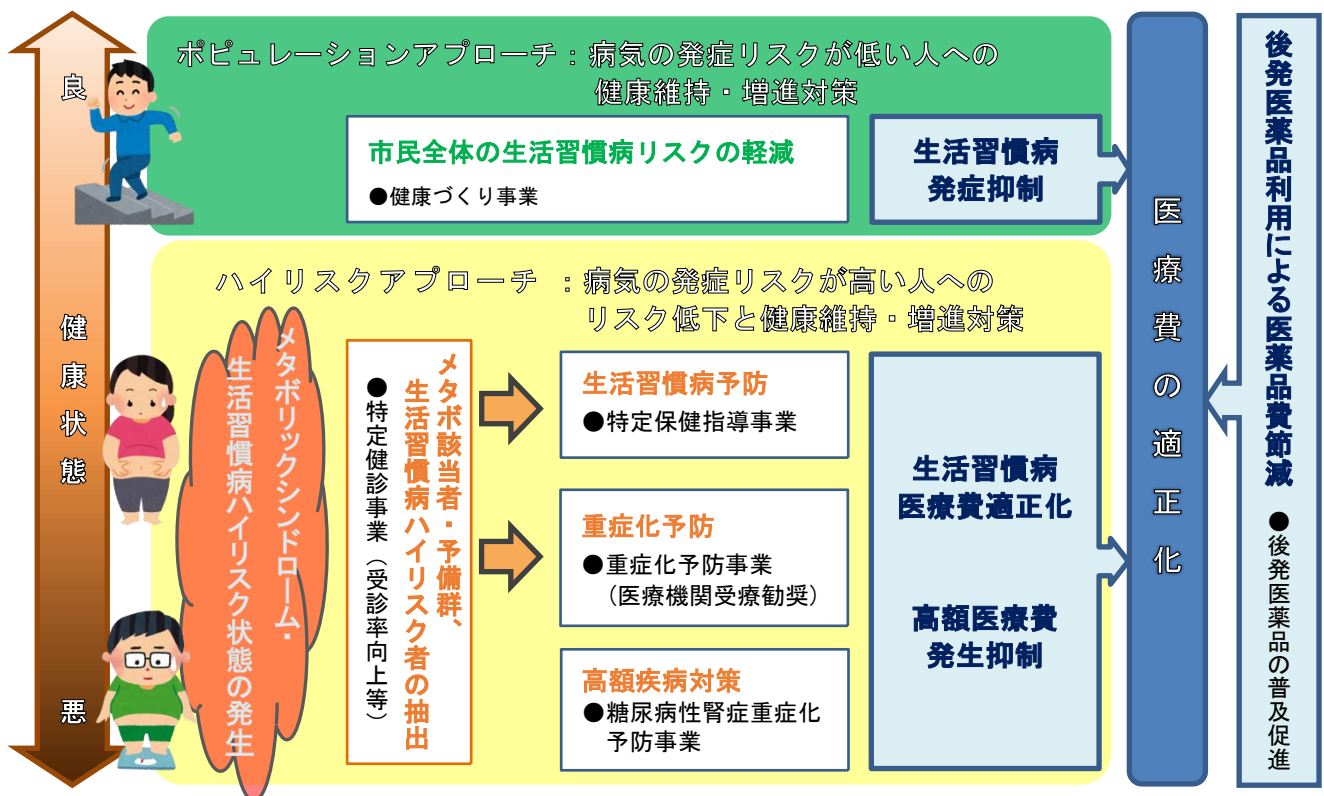 良
健康状態
悪
ポピュレーションアプローチ：病気の発症リスクが低い人への
健康維持・増進対策
市民全体の生活習慣病リスクの軽減
●健康づくり事業
生活習慣病
発症抑制
ハイリスクアプローチ ：病気の発症リスクが高い人への
リスク低下と健康維持・増進対策
メタボリックシンドローム・
生活習慣病ハイリスク状態の発生
メタボ該当者・予備群、
生活習慣病ハイリスク者の抽出
●特定健診事業（受診率向上等）
生活習慣病予防
●特定保健指導事業
重症化予防
●重症化予防事業
（医療機関受療勧奨）
高額疾病対策
●糖尿病性腎症重症化
予防事業
生活習慣病
医療費適正化
高額医療費
発生抑制
医療費の適正化
後発医薬品利用による医薬品費節減 ●後発医薬品の普及促進